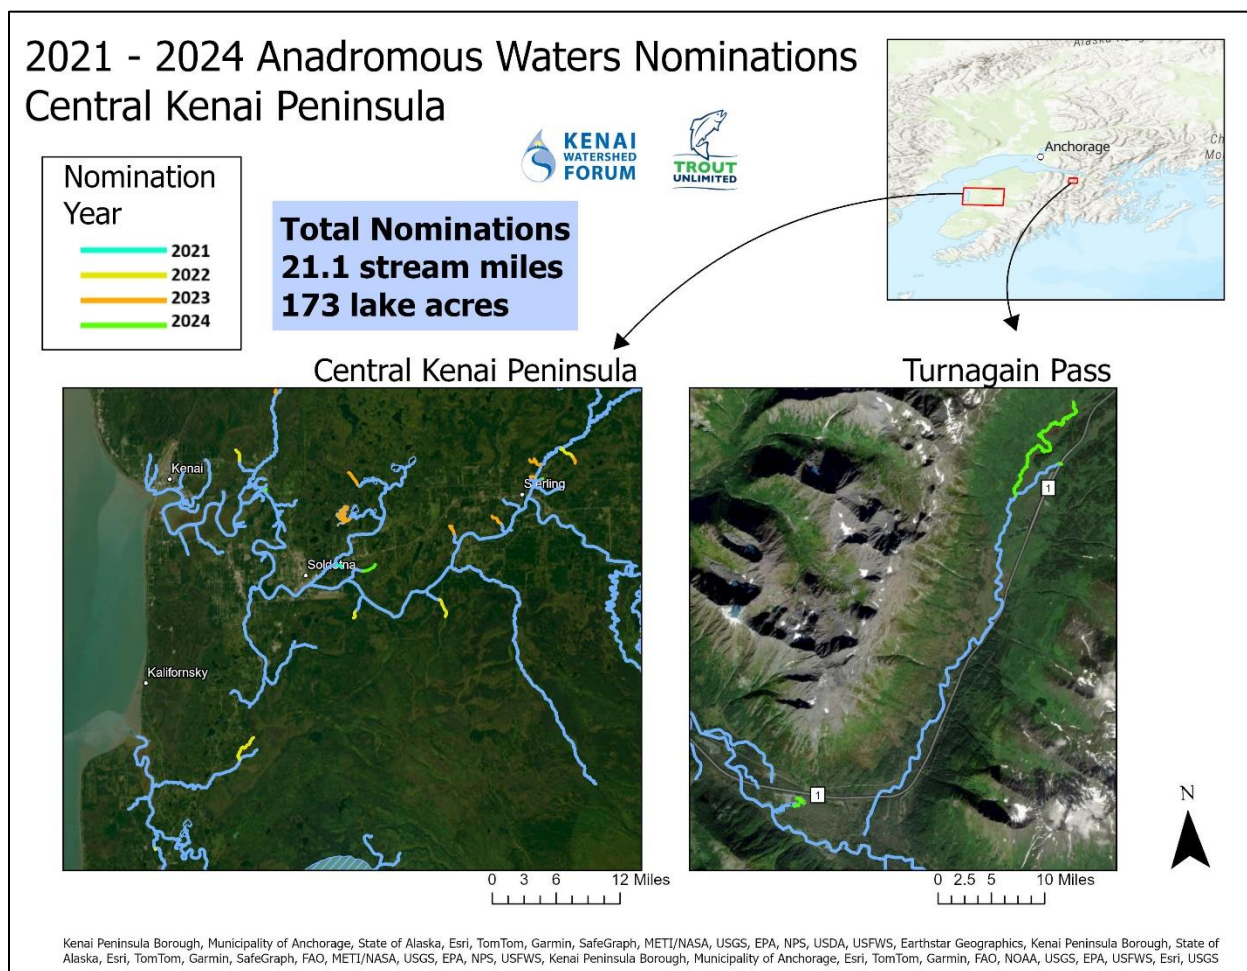 2021 - 2024 Anadromous Waters Nominations
Central Kenai Peninsula
KENAI
WATERSHED
FORUM
TROUT
UNLIMITED
Anchorage
Nomination
Year
2021
2022
2023
2024
Total Nominations
21.1 stream miles
173 lake acres
Central Kenai Peninsula
Turnagain Pass
Kenai
Sterling
Soldotna
Kalifornsky
1
1
N
0 3 6 12 Miles
0 2.5 5 10 Miles
Kenai Peninsula Borough, Municipality of Anchorage, State of Alaska, Esri, TomTom, Garmin, SafeGraph, METI/NASA, USGS, EPA, NPS, USDA, USFWS, Earthstar Geographics, Kenai Peninsula Borough, State of
Alaska, Esri, TomTom, Garmin, SafeGraph, FAO, METI/NASA, USGS, EPA, NPS, USFWS, Kenai Peninsula Borough, Municipality of Anchorage, Esri, TomTom, Garmin, FAO, NOAA, USGS, EPA, USFWS, Esri, USGS